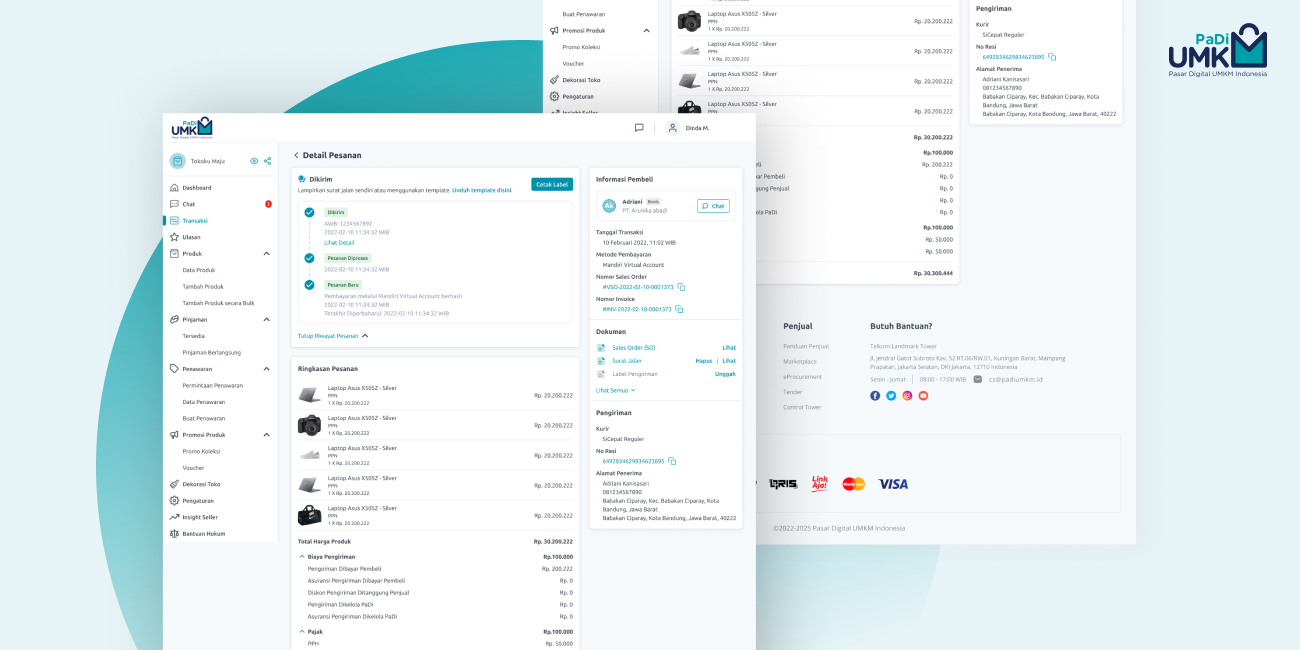 PaDi
UMKM
Pasar Digital UMKM Indonesia
Buat Penawaran
Promosi Produk
Promo Koleksi
Voucher
Dekorasi Toko
Pengaturan
Insight Seller
Laptop Asus X505Z - Silver
PPN
1 X Rp. 20.200.222
Rp. 20.200.222
Laptop Asus X505Z - Silver
PPN
1 X Rp. 20.200.222
Rp. 20.200.222
Laptop Asus X505Z - Silver
PPN
1 X Rp. 20.200.222
Rp. 20.200.222
Laptop Asus X505Z - Silver
PPN
1 X Rp. 20.200.222
Rp. 20.200.222
Rp. 30.200.222
Rp.100.000
Rp. 200.222
ar Pembeli
Rp. 0
gung Penjual
Rp. 0
Rp. 0
ola PaDi
Rp. 0
Rp.100.000
Rp. 50.000
Rp. 50.000
Rp. 30.300.444
Pengiriman
Kurir
SiCepat Reguler
No Resi
6492834629834623895
Alamat Penerima
Adriani Kanisasari
081234567890
Babakan Ciparay, Kec. Babakan Ciparay, Kota
Bandung, Jawa Barat
Babakan Ciparay, Kota Bandung, Jawa Barat, 40222
PaDi
UMKM
Pasar Digital UMKM Indonesia
Dinda M.
Tokoku Maju
Dashboard
Chat
1
Transaksi
Ulasan
Produk
Data Produk
Tambah Produk
Tambah Produk secara Bulk
Pinjaman
Tersedia
Pinjaman Berlangsung
Penawaran
Permintaan Penawaran
Data Penawaran
Buat Penawaran
Promosi Produk
Promo Koleksi
Voucher
Dekorasi Toko
Pengaturan
Insight Seller
Bantuan Hukum
Detail Pesanan
Dikirim
Lampirkan surat jalan sendiri atau menggunakan template. Unduh template disini
Cetak Label
Dikirim
AWB: 1234567892
2022-02-10 11:34:32 WIB
Lihat Detail
Pesanan Diproses
2022-02-10 11:34:32 WIB
Pesanan Baru
Pembayaran melalui Mandiri Virtual Account berhasil
2022-02-10 11:34:32 WIB
Terakhir Diperbaharui: 2022-02-10 11:34:32 WIB
Tutup Riwayat Pesanan
Ringkasan Pesanan
Laptop Asus X505Z - Silver
PPN
1 X Rp. 20.200.222
Rp. 20.200.222
Laptop Asus X505Z - Silver
PPN
1 X Rp. 20.200.222
Rp. 20.200.222
Laptop Asus X505Z - Silver
PPN
1 X Rp. 20.200.222
Rp. 20.200.222
Laptop Asus X505Z - Silver
PPN
1 X Rp. 20.200.222
Rp. 20.200.222
Laptop Asus X505Z - Silver
PPN
1 X Rp. 20.200.222
Rp. 20.200.222
Total Harga Produk Rp. 30.200.222
Biaya Pengiriman Rp.100.000
Pengiriman Dibayar Pembeli Rp. 200.222
Asuransi Pengiriman Dibayar Pembeli Rp. 0
Diskon Pengiriman Ditanggung Penjual Rp. 0
Pengiriman Dikelola PaDi Rp. 0
Asuransi Pengiriman Dikelola PaDi Rp. 0
Pajak Rp.100.000
PPH Rp. 50.000
Informasi Pembeli
Ak
Adriani
PT. Arunika abadi
Chat
Tanggal Transaksi
10 Februari 2022, 11:02 WIB
Metode Pembayaran
Mandiri Virtual Account
Nomor Sales Order
#VSO-2022-02-10-0001373
Nomor Invoice
#INV-2022-02-10-0001373
Dokumen
Sales Order (SO) Lihat
Surat Jalan Hapus | Lihat
Label Pengiriman Unggah
Lihat Semua
Pengiriman
Kurir
SiCepat Reguler
No Resi
6492834629834623895
Alamat Penerima
Adriani Kanisasari
081234567890
Babakan Ciparay, Kec. Babakan Ciparay, Kota
Bandung, Jawa Barat
Babakan Ciparay, Kota Bandung, Jawa Barat, 40222
Penjual
Panduan Penjual
Marketplace
eProcurement
Tender
Control Tower
Butuh Bantuan?
Telkom Landmark Tower
Jl. Jendral Gatot Subroto Kav. 52 RT.06/RW.01, Kuningan Barat, Mampang
Prapatan, Jakarta Selatan, DKI Jakarta, 12710 Indonesia
Senin - Jumat | 08:00 - 17:00 WIB cs@padiumkm.id
QRIS
Link
Aja!
MasterCard
VISA
©2022-2025 Pasar Digital UMKM Indonesia